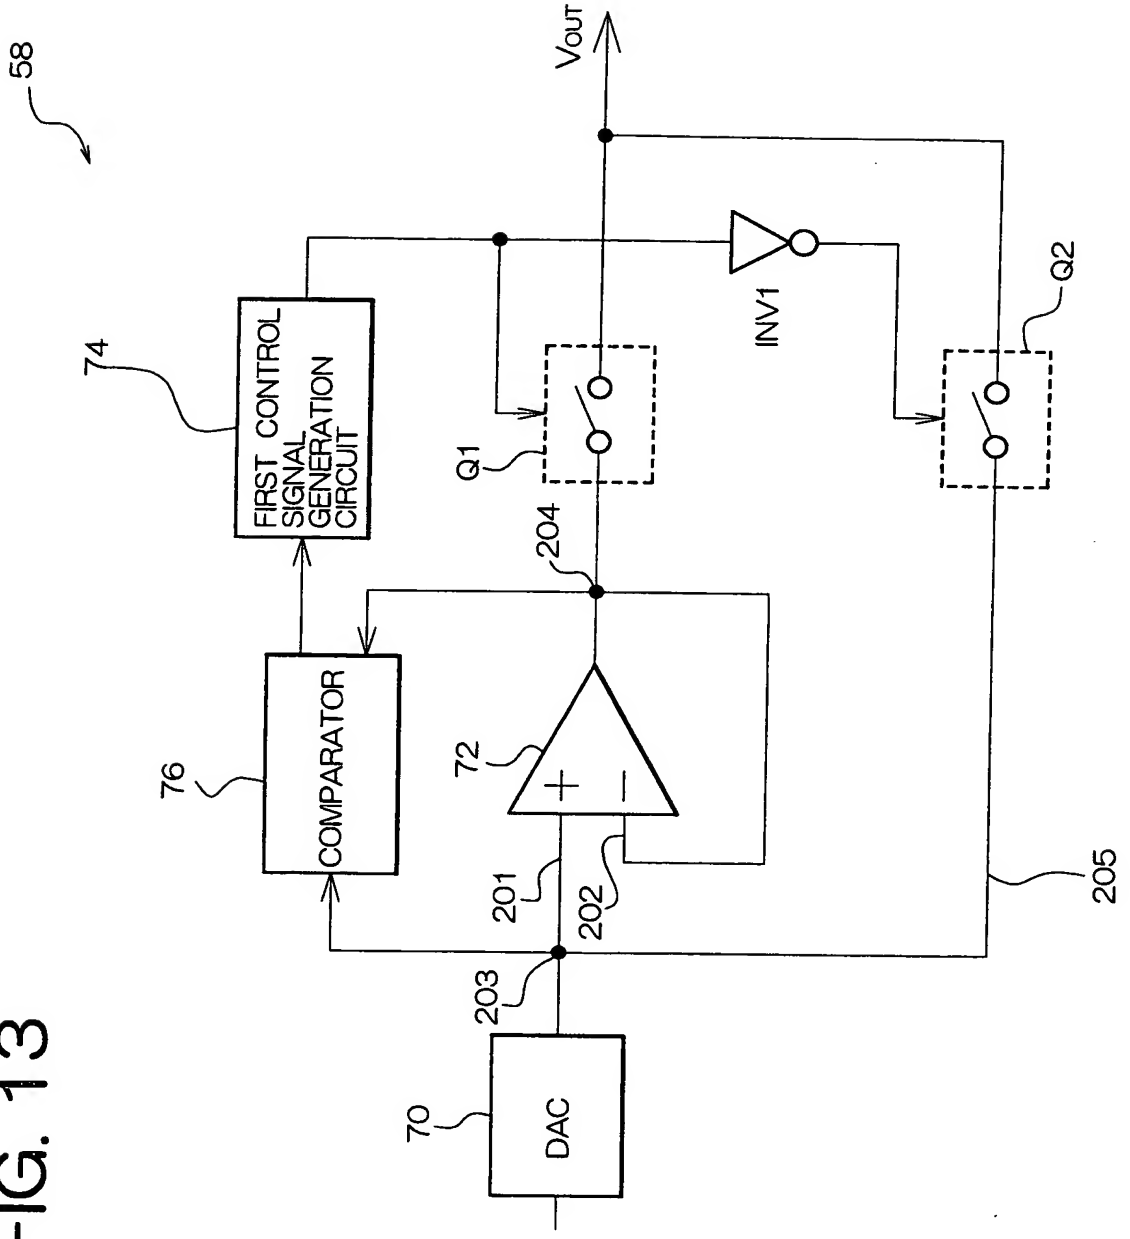 FIG. 13
58
74
FIRST CONTROL
SIGNAL
GENERATION
CIRCUIT
76
COMPARATOR
70
DAC
203
201
202
72
+
−
204
Q1
INV1
VOUT
Q2
205